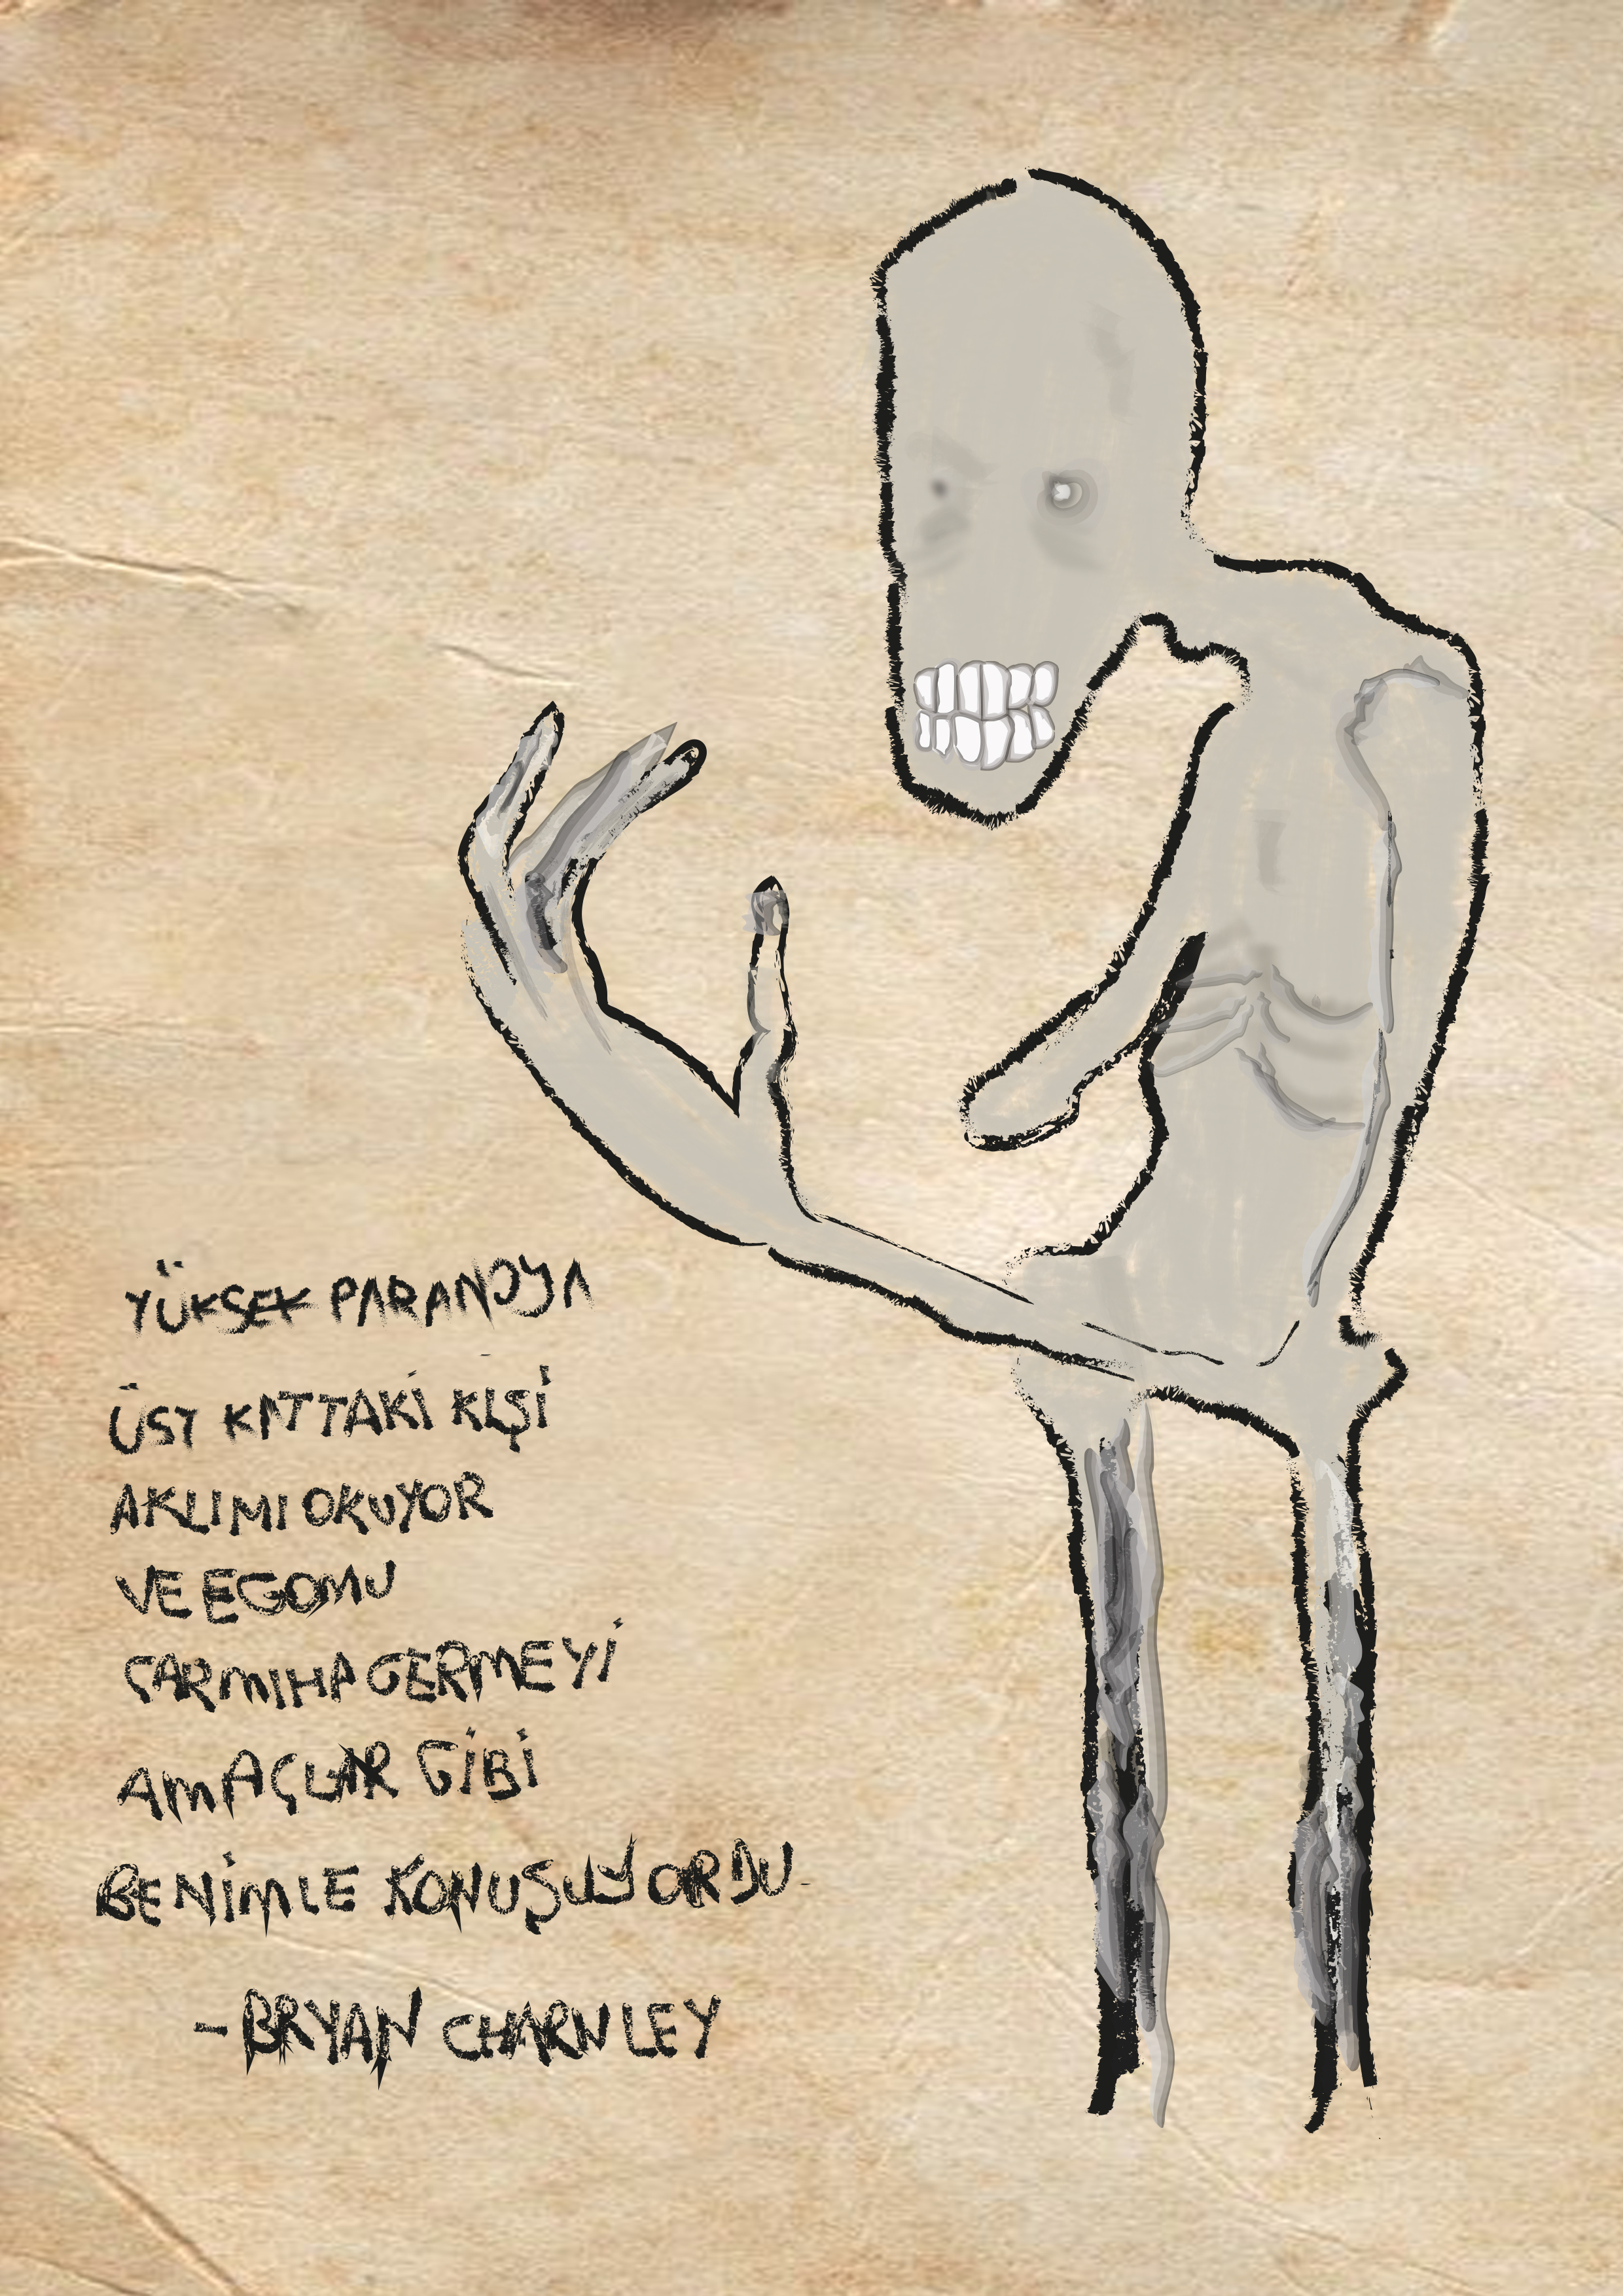 YÜKSEK PARANOYA
ÜST KATTAKİ KİŞİ
AKLIMI OKUYOR
VE EGOMU
ÇARMIHA GERMEYİ
AMAÇLAR GİBİ
BENİMLE KONUŞUYORDU.
-BRYAN CHARNLEY